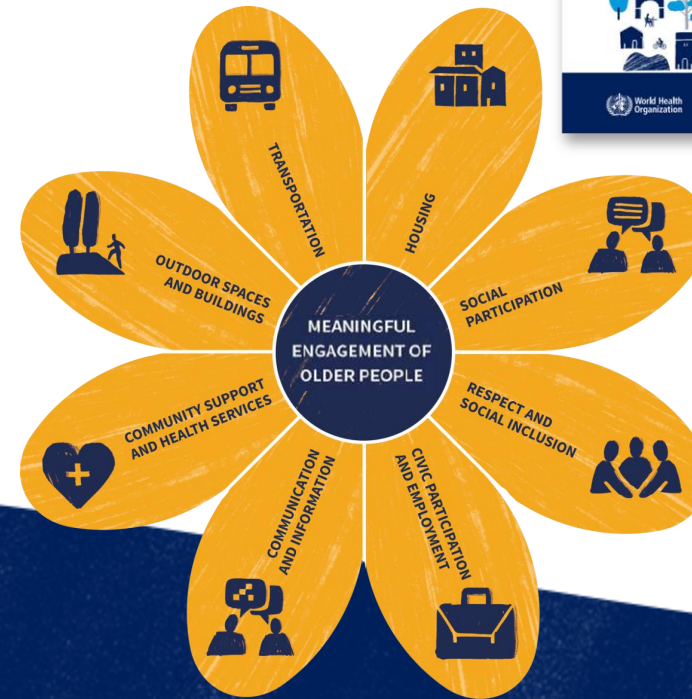 World Health
Organization
TRANSPORTATION
HOUSING
OUTDOOR SPACES
AND BUILDINGS
SOCIAL
PARTICIPATION
MEANINGFUL
ENGAGEMENT OF
OLDER PEOPLE
COMMUNITY SUPPORT
AND HEALTH SERVICES
RESPECT AND
SOCIAL INCLUSION
COMMUNICATION
AND INFORMATION
CIVIC PARTICIPATION
AND EMPLOYMENT